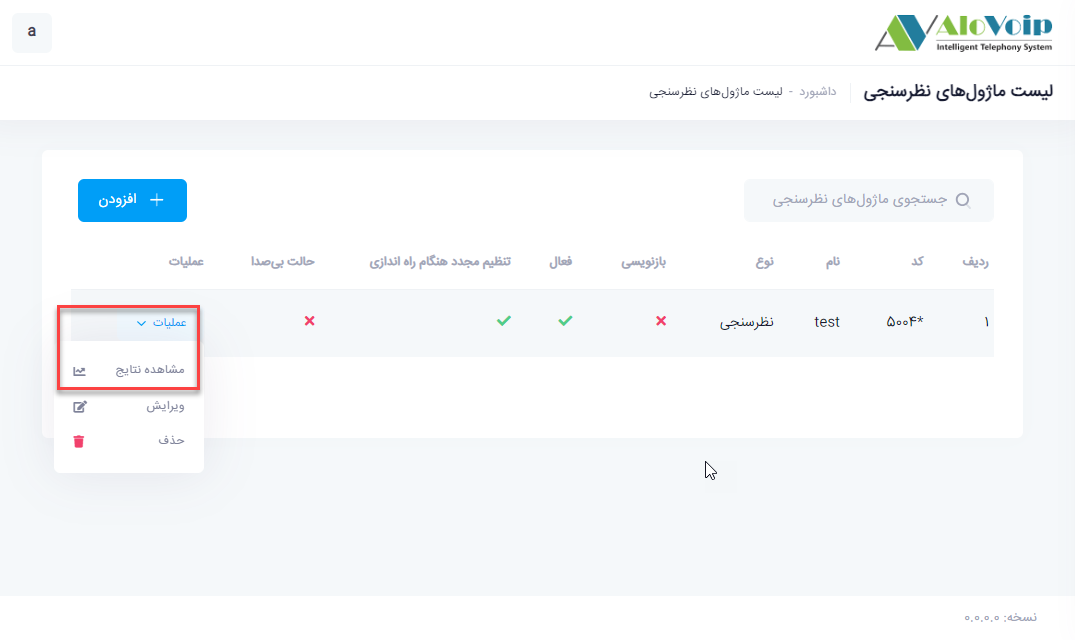 a
AloVoip
Intelligent Telephony System
لیست ماژول‌های نظرسنجی
داشبورد - لیست ماژول‌های نظرسنجی
جستجوی ماژول‌های نظرسنجی
افزودن
ردیف کد نام نوع بازنویسی فعال تنظیم مجدد هنگام راه اندازی حالت بی‌صدا عملیات
۱ *۵۰۰۴ test نظرسنجی عملیات
مشاهده نتایج
ویرایش
حذف
نسخه: ۰.۰.۰.۰